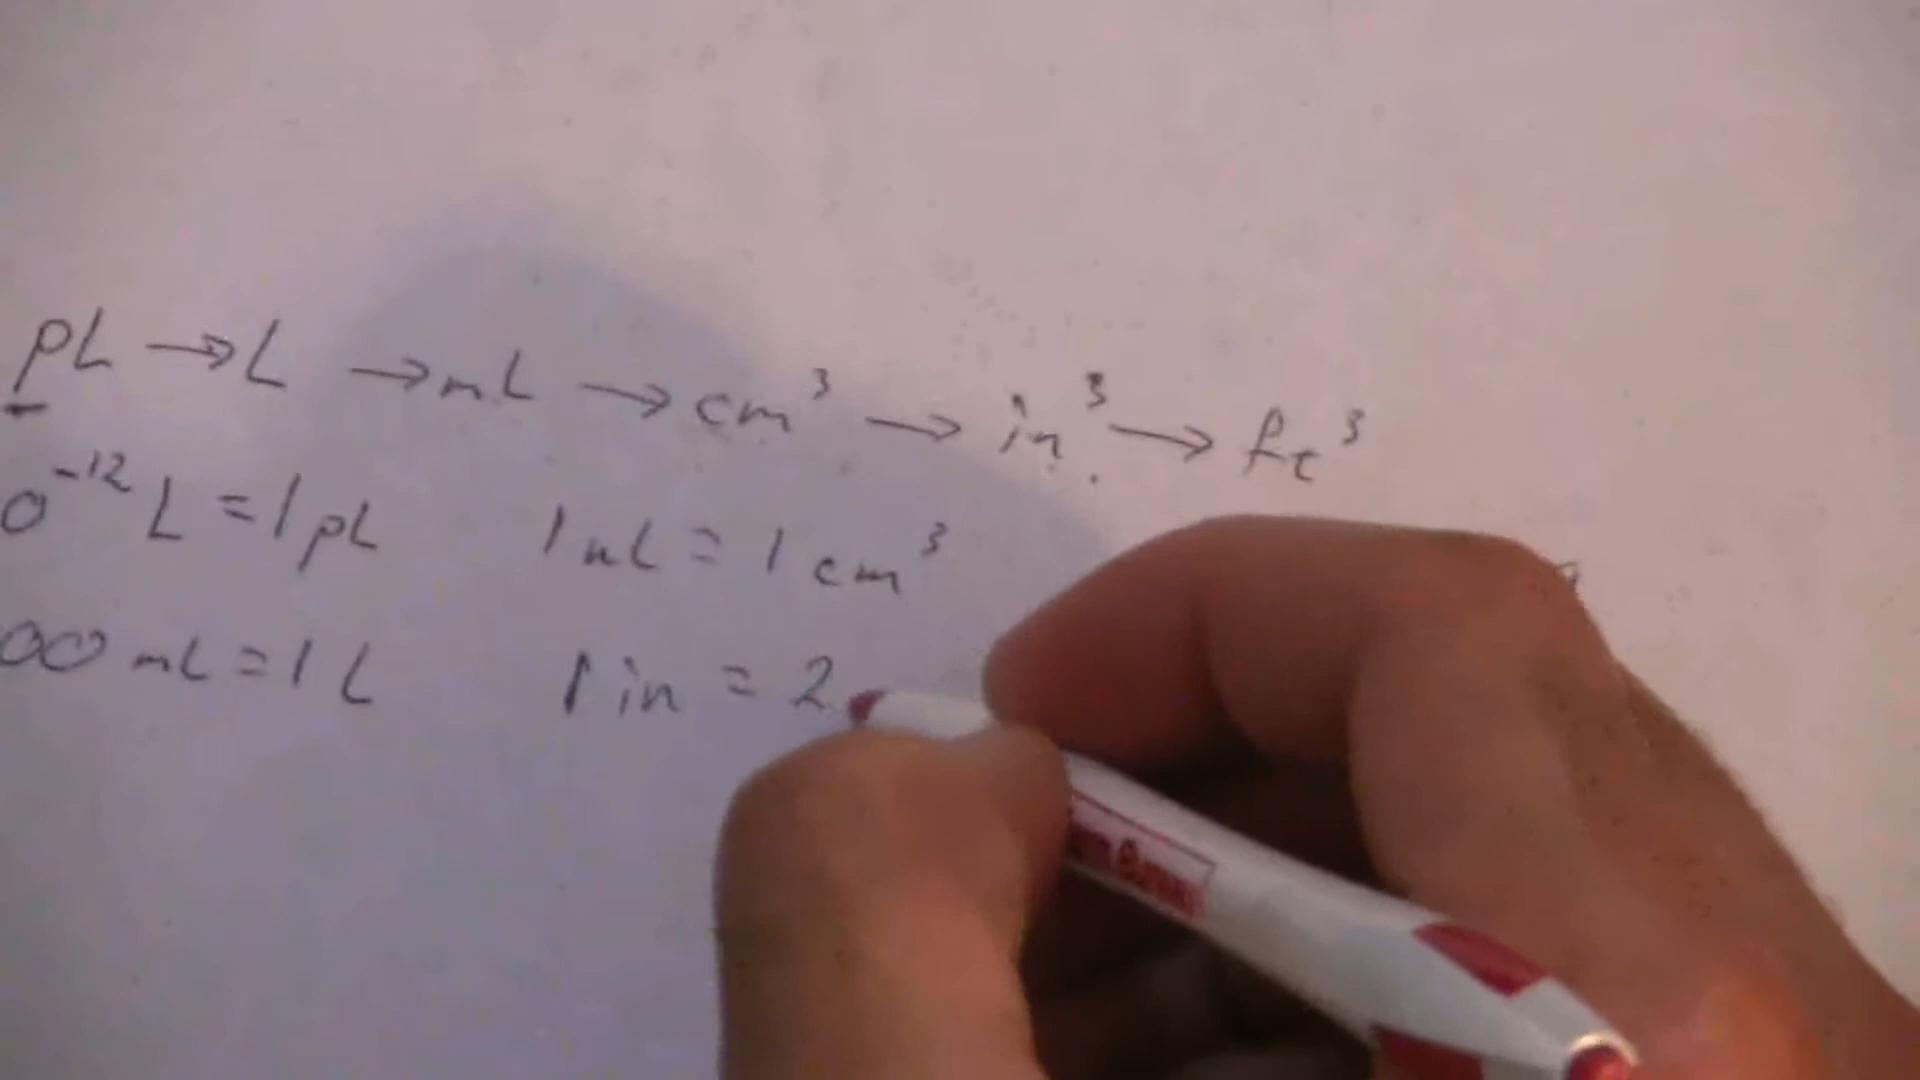 pL → L → mL → cm³ → in³ → ft³
0⁻¹² L = 1 pL
1 mL = 1 cm³
00 mL = 1 L
1 in = 2.